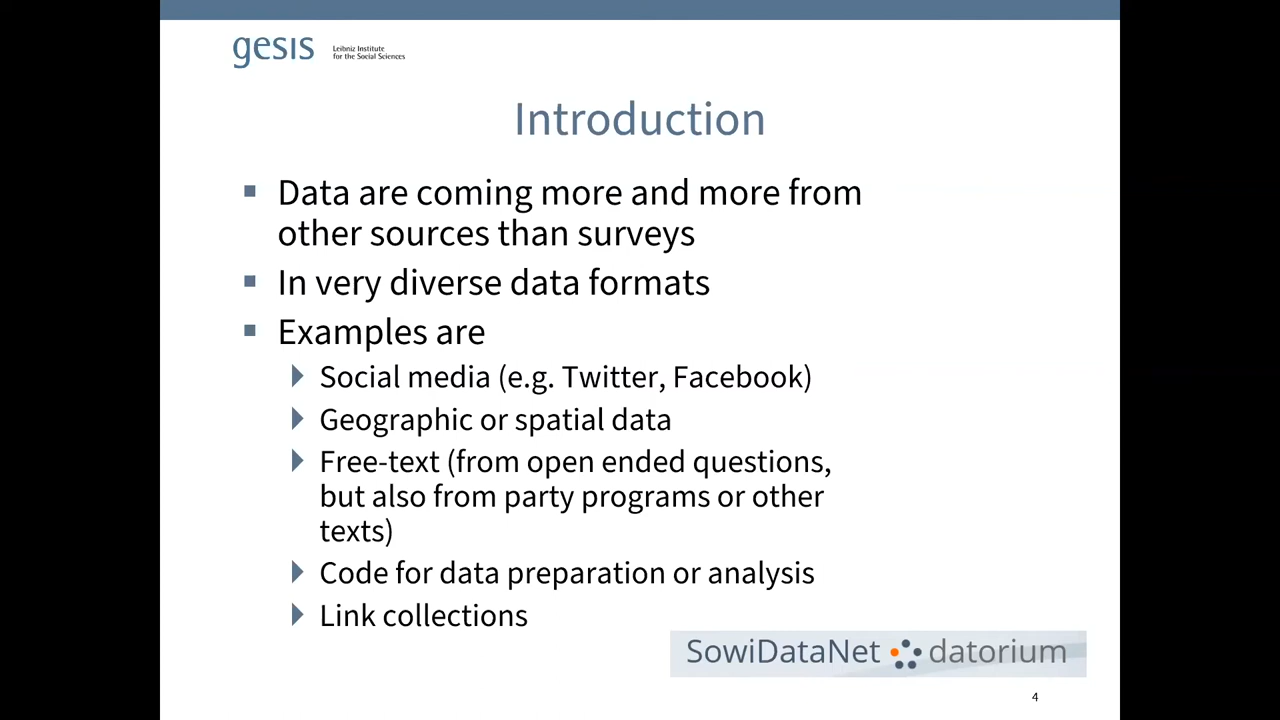 gesis
Leibniz Institute
for the Social Sciences
Introduction
Data are coming more and more from
other sources than surveys
In very diverse data formats
Examples are
Social media (e.g. Twitter, Facebook)
Geographic or spatial data
Free-text (from open ended questions,
but also from party programs or other
texts)
Code for data preparation or analysis
Link collections
SowiDataNet datorium
4